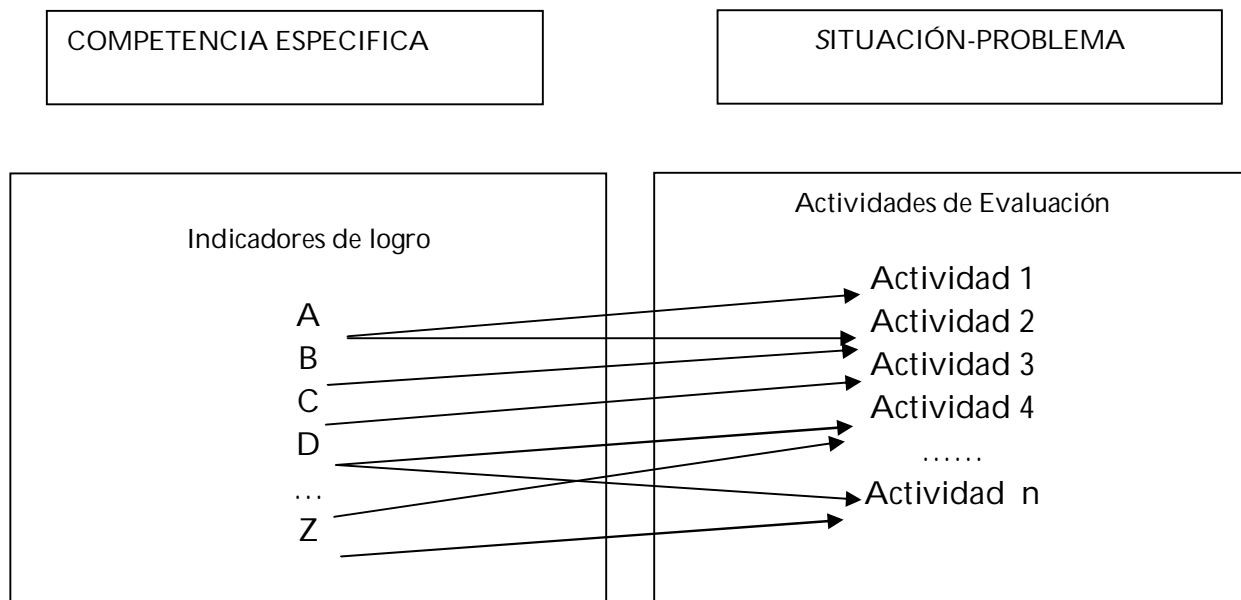 COMPETENCIA ESPECIFICA
SITUACIÓN-PROBLEMA
Indicadores de logro
A
B
C
D
...
Z
Actividades de Evaluación
Actividad 1
Actividad 2
Actividad 3
Actividad 4
......
Actividad n